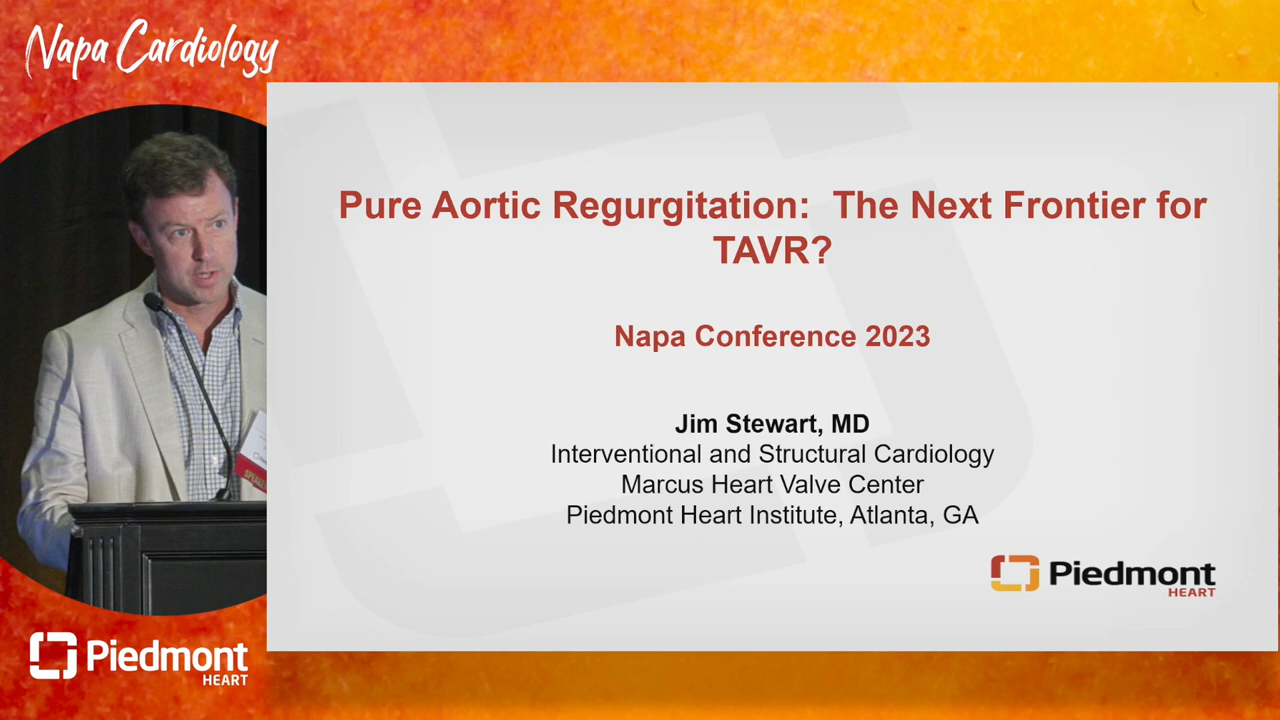 Napa Cardiology
Pure Aortic Regurgitation: The Next Frontier for
TAVR?
Napa Conference 2023
Jim Stewart, MD
Interventional and Structural Cardiology
Marcus Heart Valve Center
Piedmont Heart Institute, Atlanta, GA
Piedmont
HEART
Piedmont
HEART